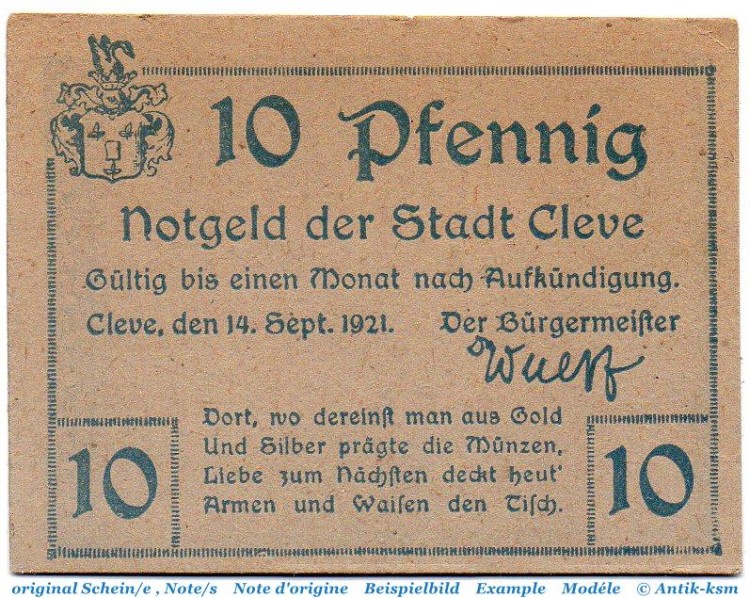 10 Pfennig
Notgeld der Stadt Cleve
Gültig bis einen Monat nach Aufkündigung.
Cleve, den 14. Sept. 1921. Der Bürgermeister
Wulff
Dort, wo dereinst man aus Gold
Und Silber prägte die Münzen,
Liebe zum Nächsten deckt heut'
Armen und Waisen den Tisch.
10 10
original Schein/e , Note/s Note d'origine Beispielbild Example Modéle © Antik-ksm